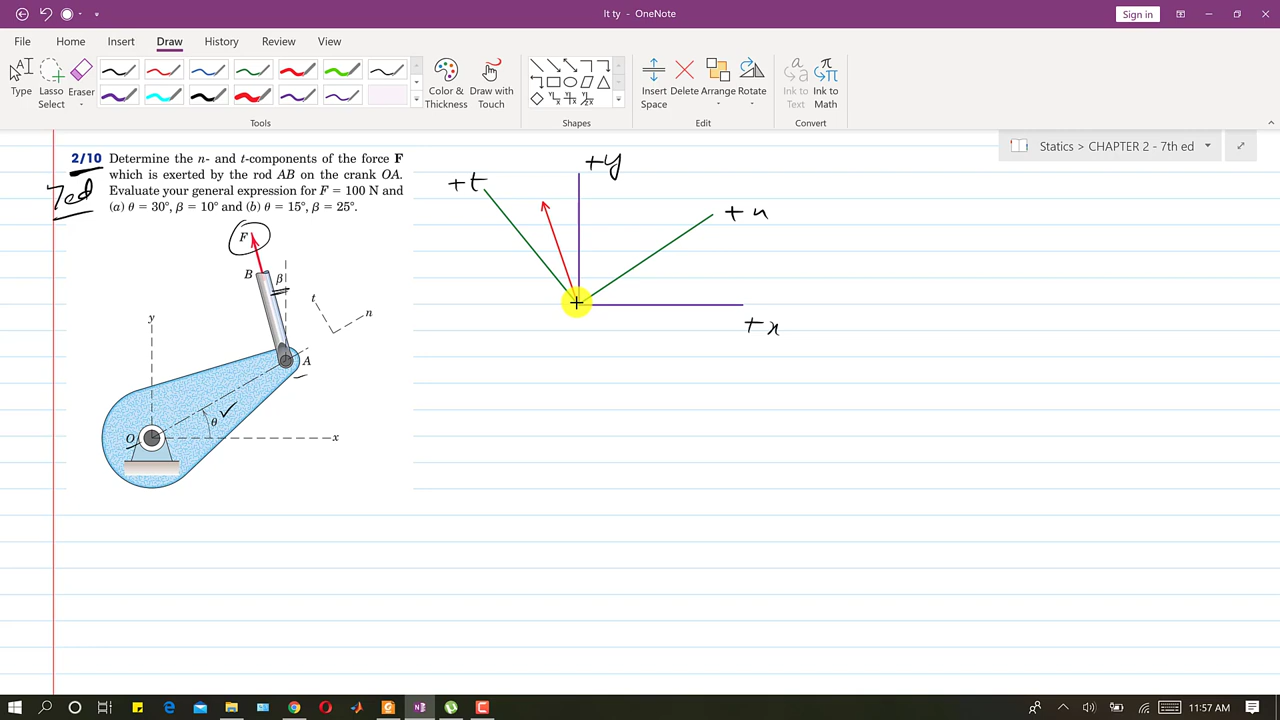 It ty - OneNote
Sign in
File Home Insert Draw History Review View
Type
Lasso Select
Eraser
Color & Thickness
Draw with Touch
Insert Space
Delete
Arrange
Rotate
Ink to Text
Ink to Math
Tools
Shapes
Edit
Convert
Statics > CHAPTER 2 - 7th ed
2/10 Determine the n- and t-components of the force F
which is exerted by the rod AB on the crank OA.
Evaluate your general expression for F = 100 N and
(a) θ = 30°, β = 10° and (b) θ = 15°, β = 25°.
7ed
F
B
β
t
n
y
A
θ
O
x
+y
+t
+n
+x
11:57 AM